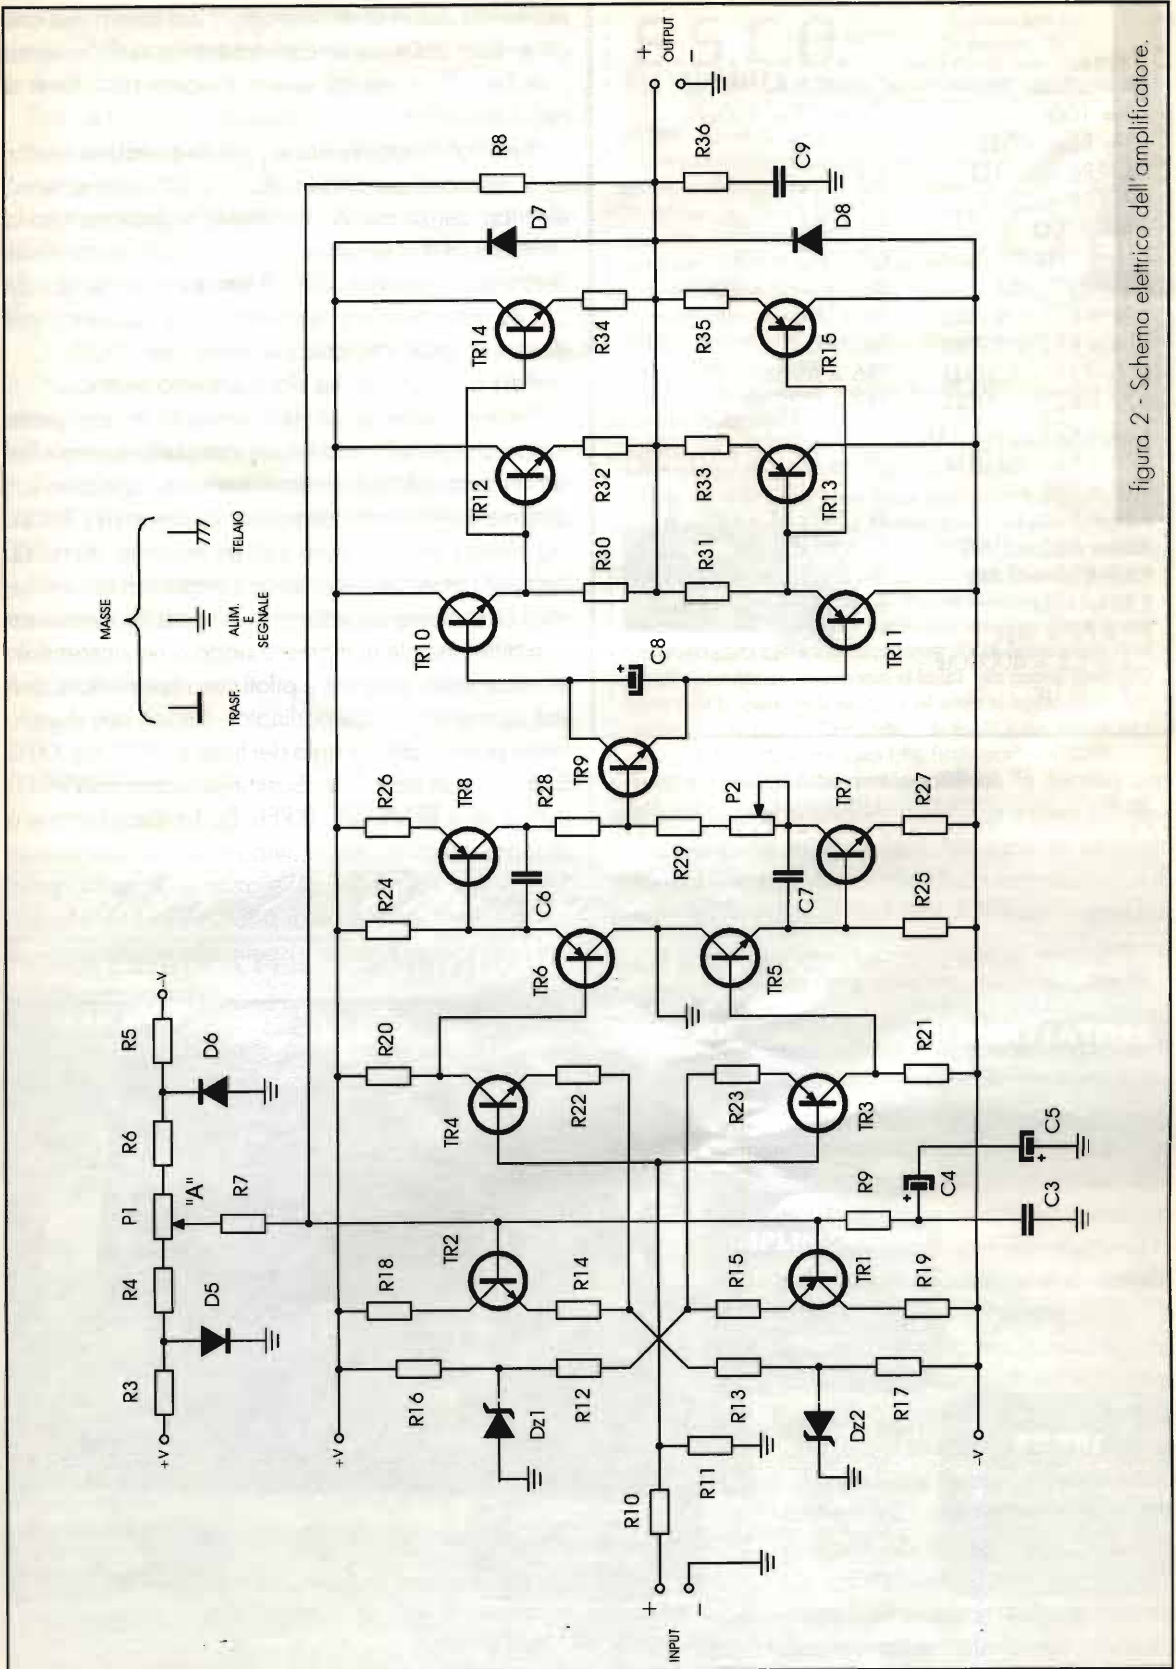 INPUT
+
−
R10
R11
+V
R3
D5
R4
P1
"A"
R6
D6
R5
−V
R7
+V
R16
Dz1
R12
R18
TR2
R14
R13
Dz2
R17
−V
R15
TR1
R19
R9
C4
+
C3
C5
+
R20
TR4
R22
R23
TR3
R21
TR6
TR5
R24
C6
C7
R25
R26
TR8
R28
R29
P2
TR7
R27
TR9
C8
+
TR10
TR11
MASSE
TRASF.
ALIM.
E
SEGNALE
TELAIO
R30
R31
TR12
R32
R33
TR13
TR14
R34
R35
TR15
D7
D8
R8
R36
C9
+
OUTPUT
−
figura 2 - Schema elettrico dell'amplificatore.